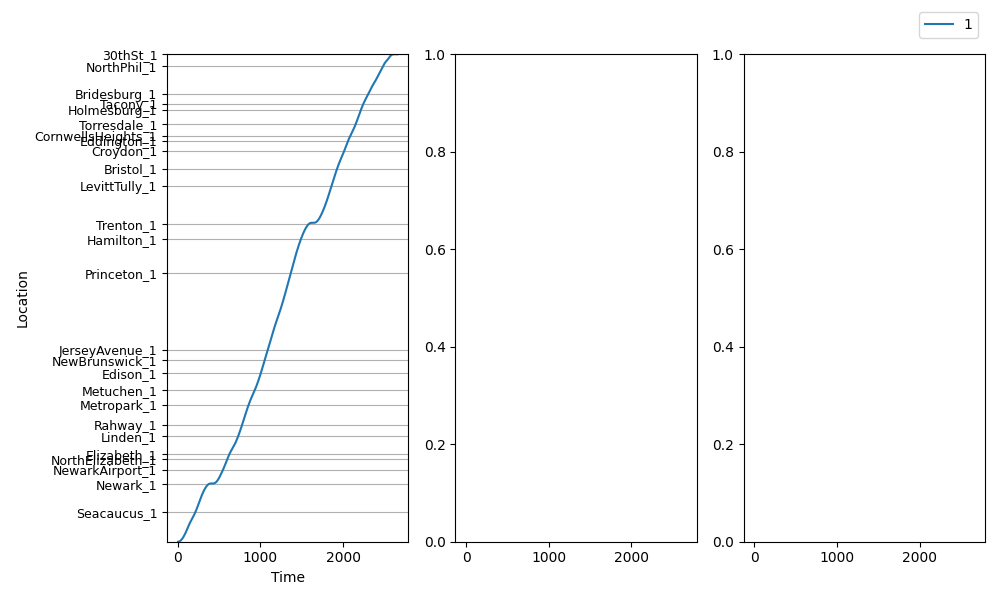 1
30thSt_1
NorthPhil_1
Bridesburg_1
Tacony_1
Holmesburg_1
Torresdale_1
CornwellsHeights_1
Eddington_1
Croydon_1
Bristol_1
LevittTully_1
Trenton_1
Hamilton_1
Princeton_1
JerseyAvenue_1
NewBrunswick_1
Edison_1
Metuchen_1
Metropark_1
Rahway_1
Linden_1
Elizabeth_1
NorthElizabeth_1
NewarkAirport_1
Newark_1
Seacaucus_1
Location
0 1000 2000
Time
1.0
0.8
0.6
0.4
0.2
0.0
0 1000 2000
1.0
0.8
0.6
0.4
0.2
0.0
0 1000 2000